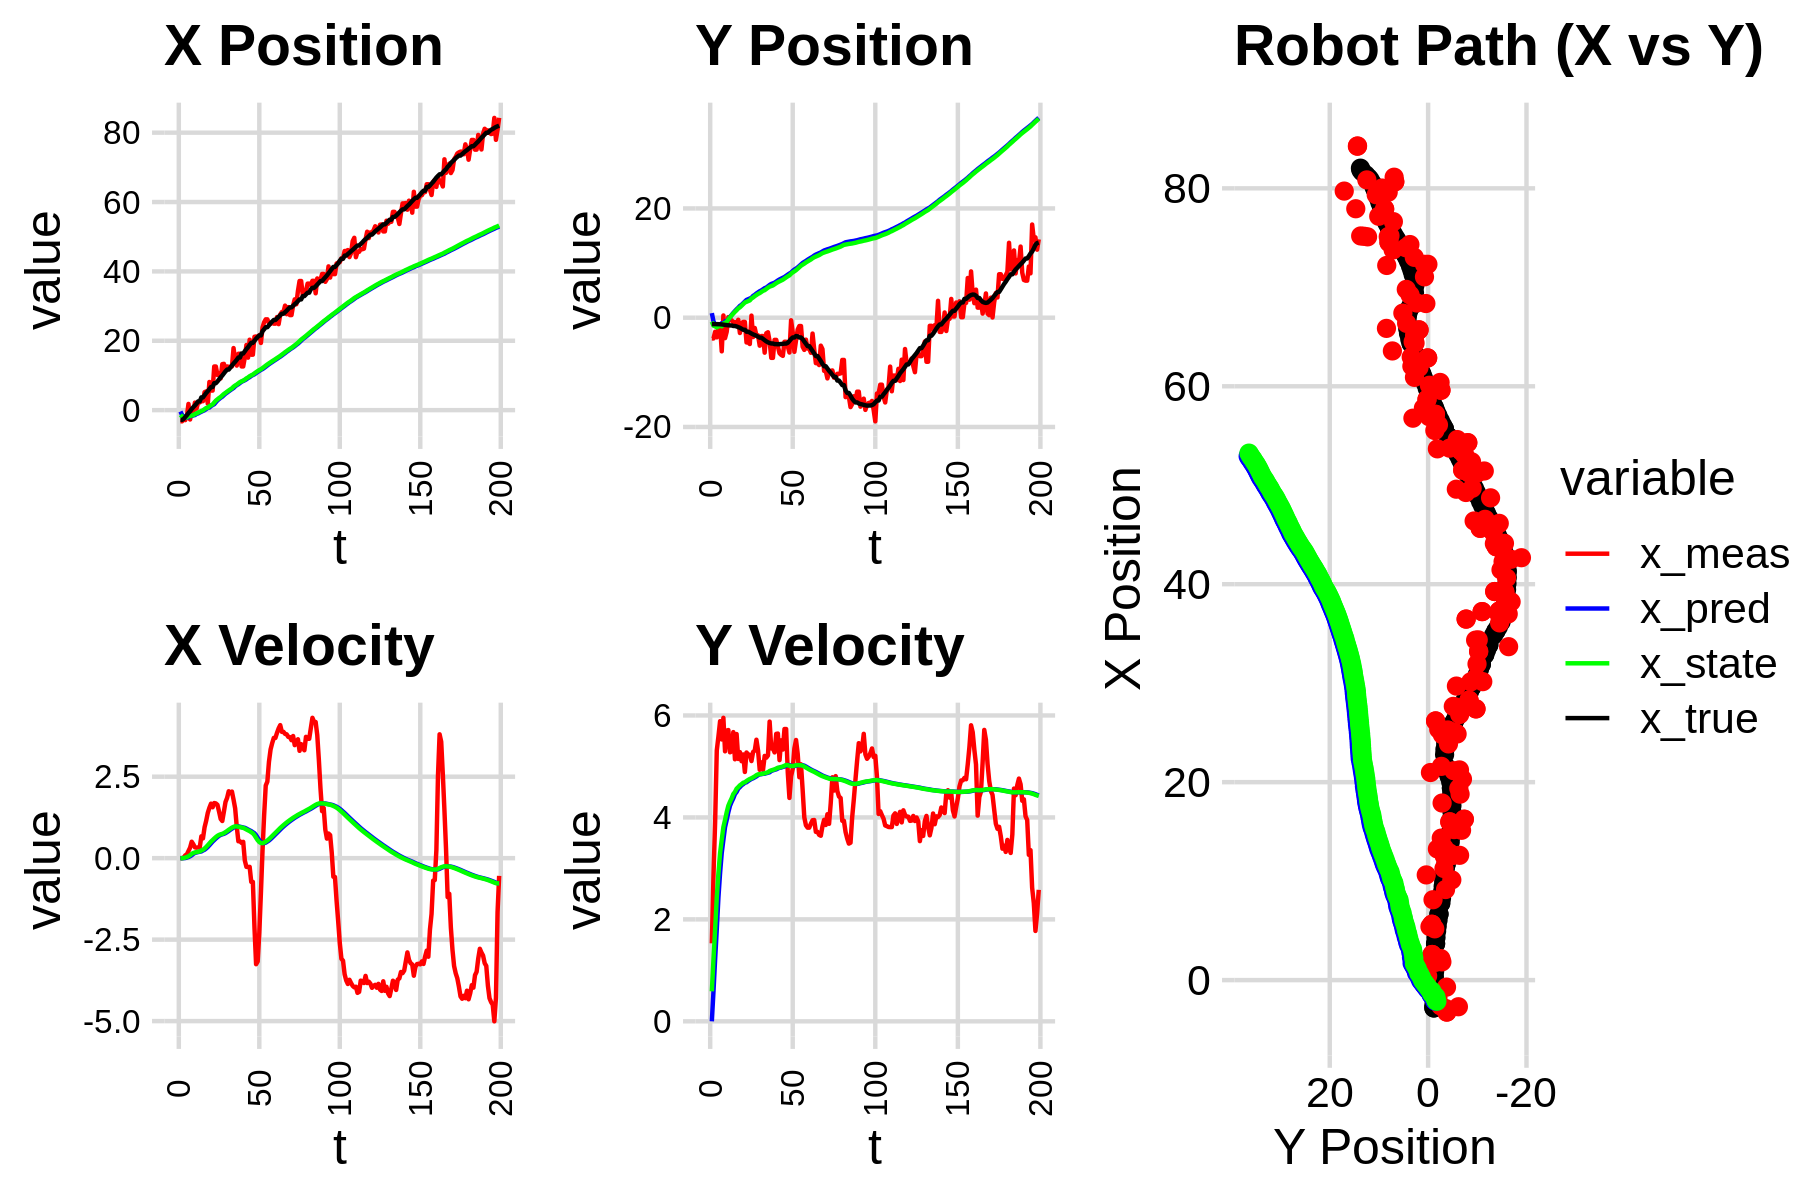 X Position
value
80
60
40
20
0
0
50
100
150
200
t
Y Position
value
20
0
-20
0
50
100
150
200
t
X Velocity
value
2.5
0.0
-2.5
-5.0
0
50
100
150
200
t
Y Velocity
value
6
4
2
0
0
50
100
150
200
t
Robot Path (X vs Y)
X Position
80
60
40
20
0
20
0
-20
Y Position
variable
x_meas
x_pred
x_state
x_true